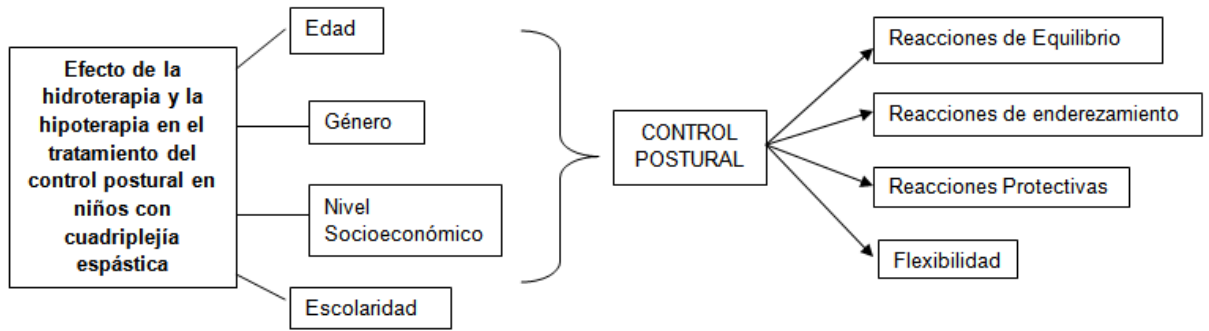 Efecto de la
hidroterapia y la
hipoterapia en el
tratamiento del
control postural en
niños con
cuadriplejía
espástica
Edad
Género
Nivel
Socioeconómico
Escolaridad
CONTROL
POSTURAL
Reacciones de Equilibrio
Reacciones de enderezamiento
Reacciones Protectivas
Flexibilidad